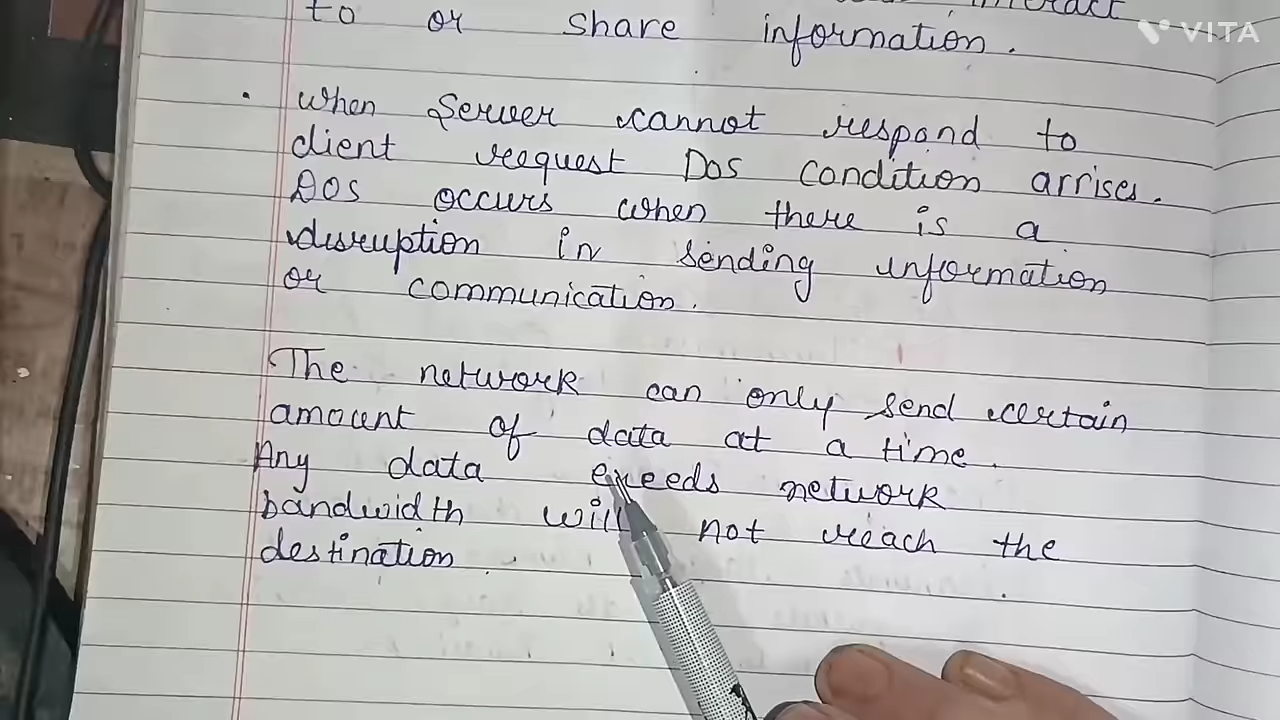 interact
to or share information.
VITA
. when Server cannot respond to
client request Dos Condition arrises.
DOS occurs when there is a
disruption in sending information
or communication.
The network can only send certain
amount of data at a time.
Any data exeeds network
bandwidth will not reach the
destination.